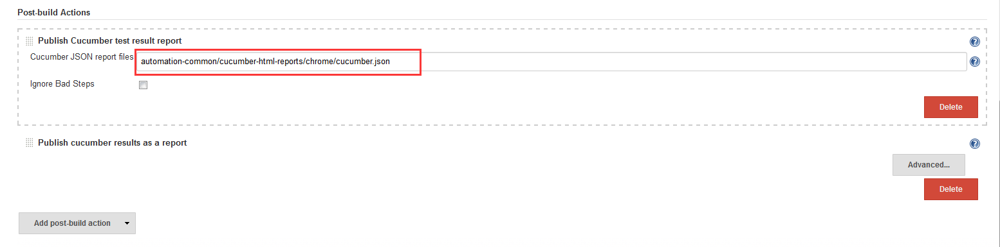 Post-build Actions
Publish Cucumber test result report
Cucumber JSON report files automation-common/cucumber-html-reports/chrome/cucumber.json
Ignore Bad Steps
Delete
Publish cucumber results as a report
Advanced...
Delete
Add post-build action